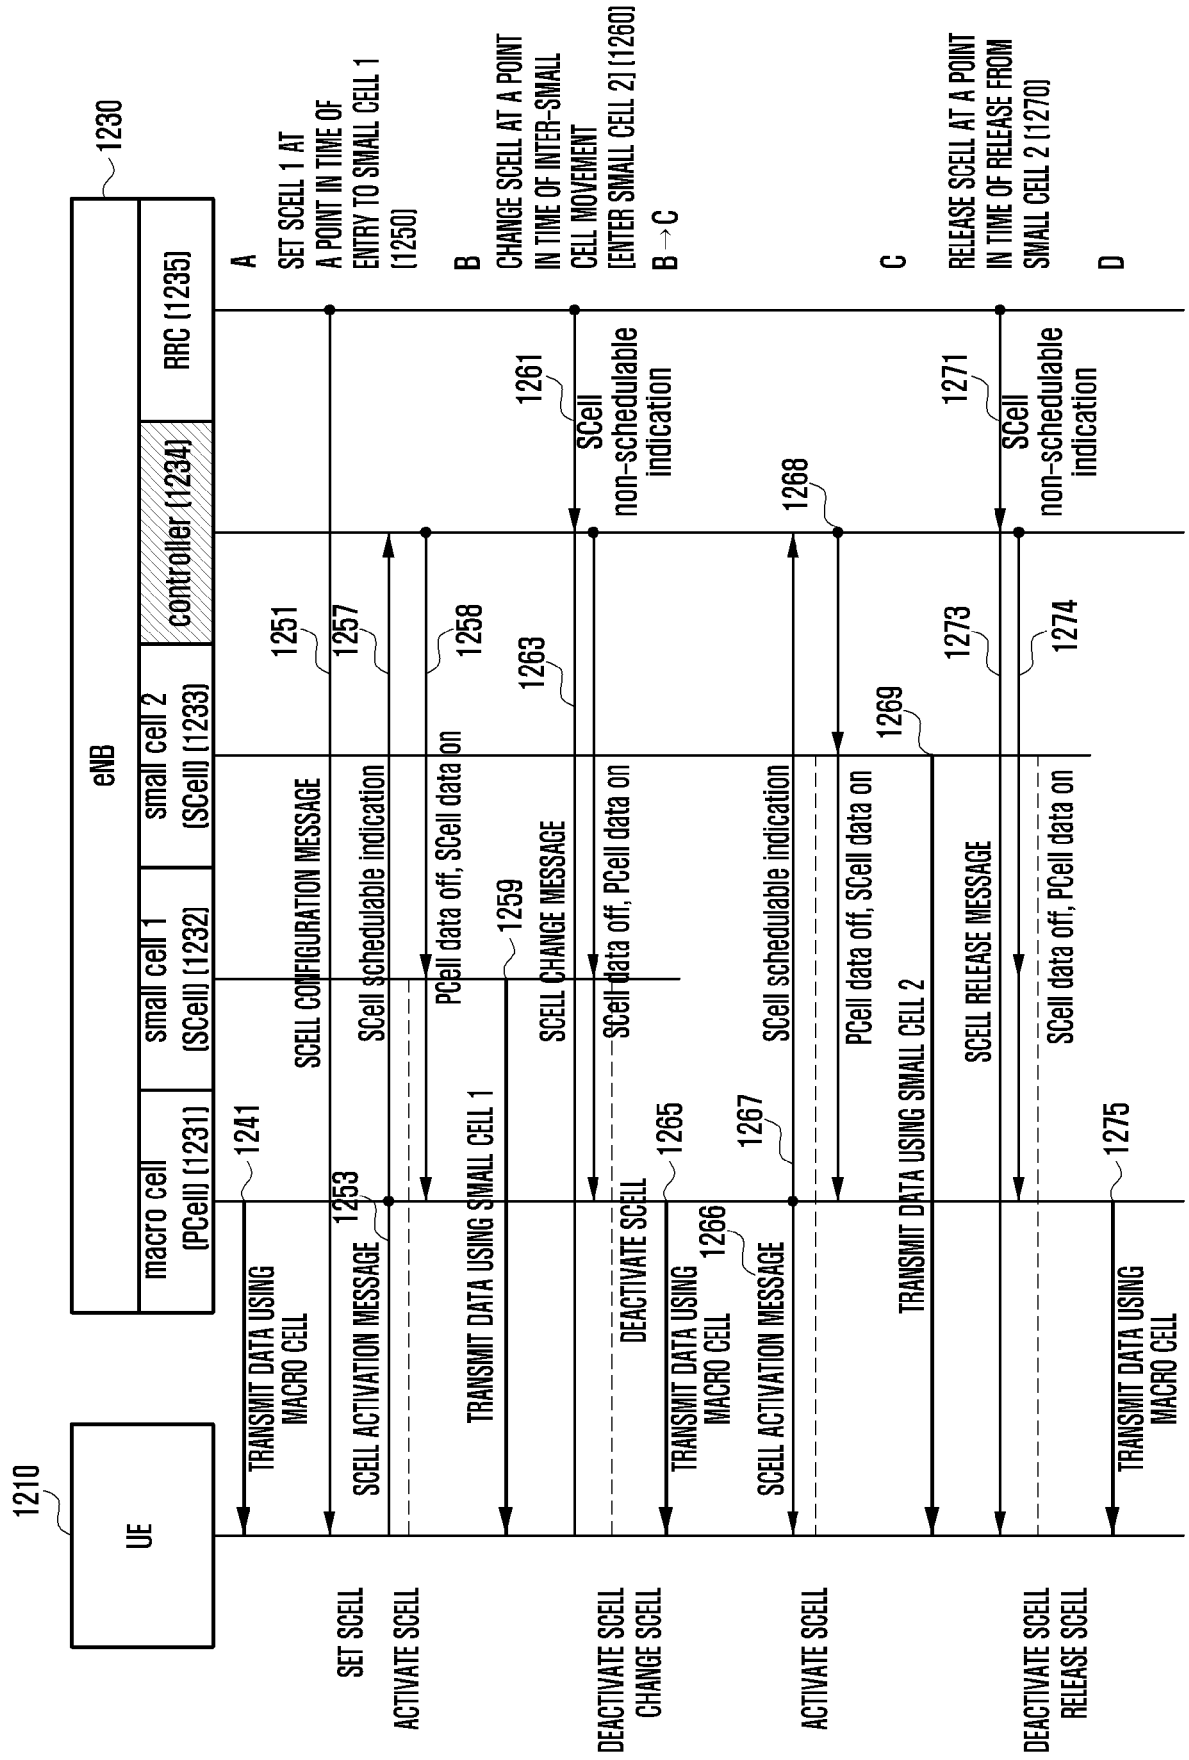 1210
UE
1230
eNB
macro cell
(PCell) (1231)
small cell 1
(SCell) (1232)
small cell 2
(SCell) (1233)
controller (1234)
RRC (1235)
1241
TRANSMIT DATA USING
MACRO CELL
A
SET SCELL 1 AT
A POINT IN TIME OF
ENTRY TO SMALL CELL 1
(1250)
SET SCELL
SCELL CONFIGURATION MESSAGE
1251
ACTIVATE SCELL
SCELL ACTIVATION MESSAGE
1253
SCell schedulable indication
1257
PCell data off, SCell data on
1258
B
TRANSMIT DATA USING SMALL CELL 1
1259
CHANGE SCELL AT A POINT
IN TIME OF INTER-SMALL
CELL MOVEMENT
[ENTER SMALL CELL 2] (1260)
B→C
1261
SCell
non-schedulable
indication
SCELL CHANGE MESSAGE
1263
DEACTIVATE SCELL
CHANGE SCELL
SCell data off, PCell data on
DEACTIVATE SCELL
1265
TRANSMIT DATA USING
MACRO CELL
1266
SCELL ACTIVATION MESSAGE
1267
SCell schedulable indication
1268
ACTIVATE SCELL
PCell data off, SCell data on
C
TRANSMIT DATA USING SMALL CELL 2
1269
RELEASE SCELL AT A POINT
IN TIME OF RELEASE FROM
SMALL CELL 2 (1270)
1271
SCell
non-schedulable
indication
SCELL RELEASE MESSAGE
1273
1274
DEACTIVATE SCELL
RELEASE SCELL
SCell data off, PCell data on
D
1275
TRANSMIT DATA USING
MACRO CELL